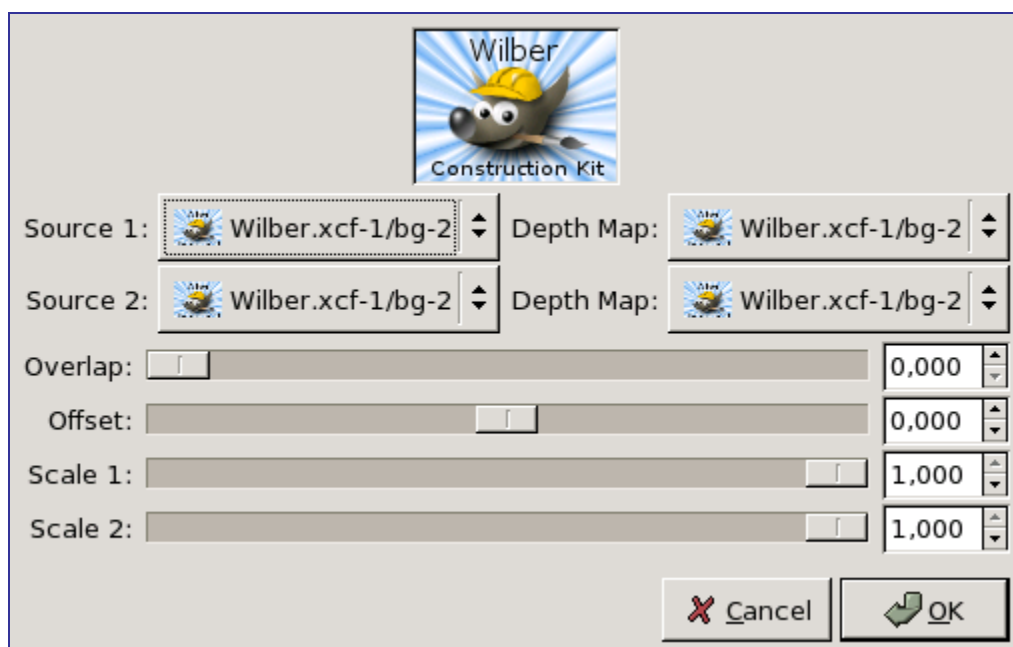 Wilber
Construction Kit
Source 1: Wilber.xcf-1/bg-2 Depth Map: Wilber.xcf-1/bg-2
Source 2: Wilber.xcf-1/bg-2 Depth Map: Wilber.xcf-1/bg-2
Overlap: 0,000
Offset: 0,000
Scale 1: 1,000
Scale 2: 1,000
Cancel OK